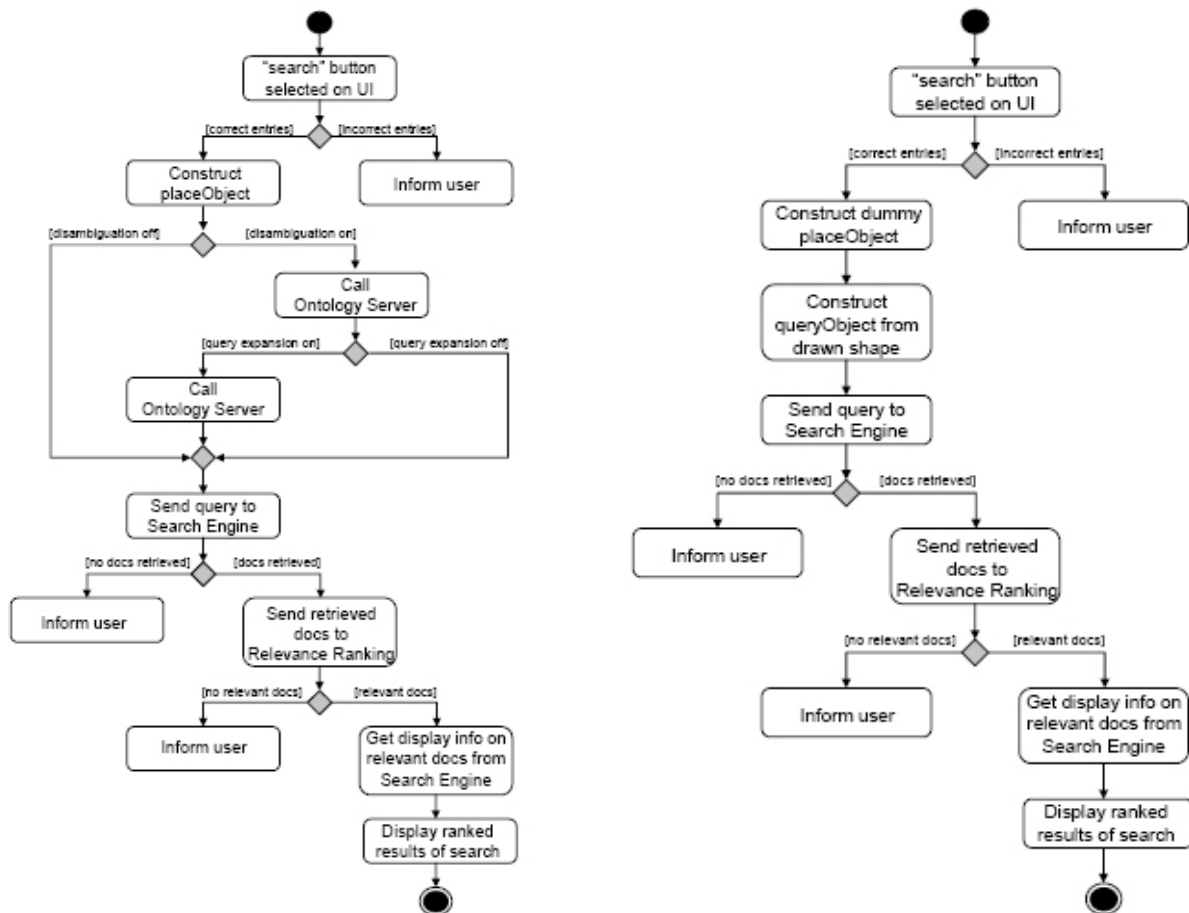 "search" button
selected on UI
[correct entries]
[incorrect entries]
Construct
placeObject
Inform user
[disambiguation off]
[disambiguation on]
Call
Ontology Server
[query expansion on]
[query expansion off]
Call
Ontology Server
Send query to
Search Engine
[no docs retrieved]
[docs retrieved]
Inform user
Send retrieved
docs to
Relevance Ranking
[no relevant docs]
[relevant docs]
Inform user
Get display info on
relevant docs from
Search Engine
Display ranked
results of search
"search" button
selected on UI
[correct entries]
[incorrect entries]
Construct dummy
placeObject
Inform user
Construct
queryObject from
drawn shape
Send query to
Search Engine
[no docs retrieved]
[docs retrieved]
Inform user
Send retrieved
docs to
Relevance Ranking
[no relevant docs]
[relevant docs]
Inform user
Get display info on
relevant docs from
Search Engine
Display ranked
results of search